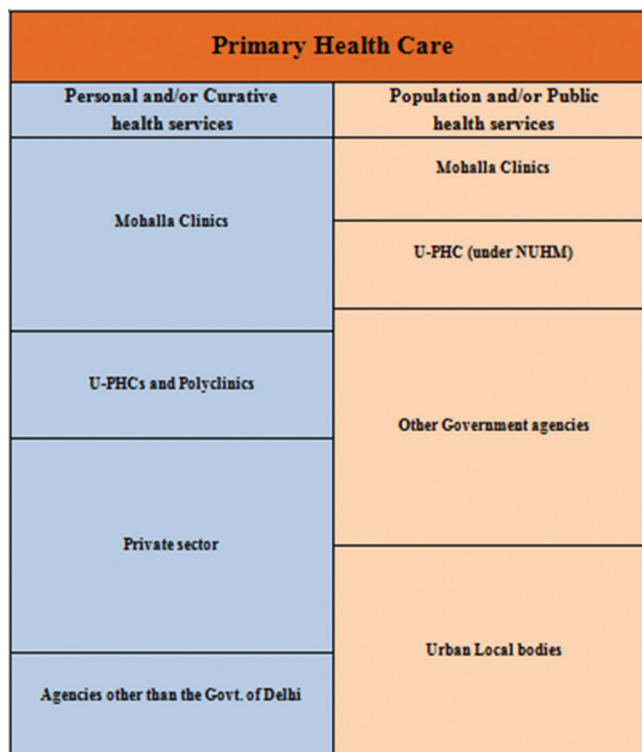 Primary Health Care
Personal and/or Curative
health services
Population and/or Public
health services
Mohalla Clinics
U-PHCs and Polyclinics
Private sector
Agencies other than the Govt. of Delhi
Mohalla Clinics
U-PHC (under NUHM)
Other Government agencies
Urban Local bodies